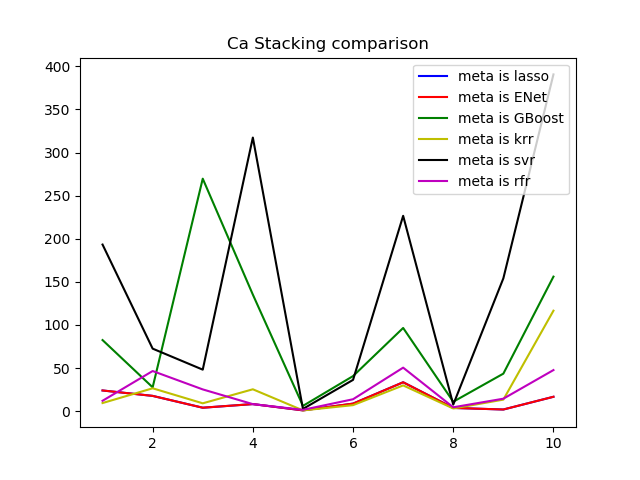 Ca Stacking comparison
meta is lasso
meta is ENet
meta is GBoost
meta is krr
meta is svr
meta is rfr
400
350
300
250
200
150
100
50
0
2 4 6 8 10